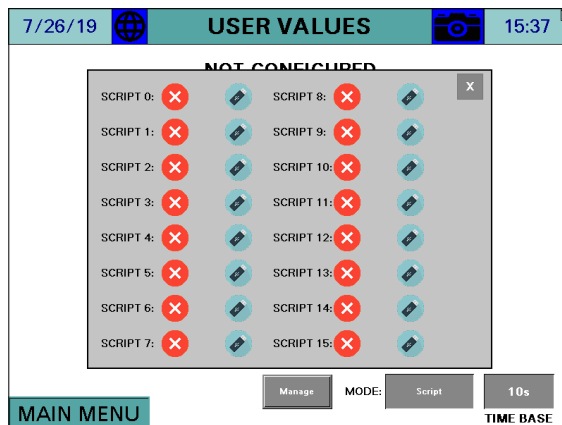 7/26/19 USER VALUES 15:37
NOT CONFIGURED
X
SCRIPT 0: SCRIPT 8:
SCRIPT 1: SCRIPT 9:
SCRIPT 2: SCRIPT 10:
SCRIPT 3: SCRIPT 11:
SCRIPT 4: SCRIPT 12:
SCRIPT 5: SCRIPT 13:
SCRIPT 6: SCRIPT 14:
SCRIPT 7: SCRIPT 15:
Manage MODE: Script 10s
MAIN MENU TIME BASE